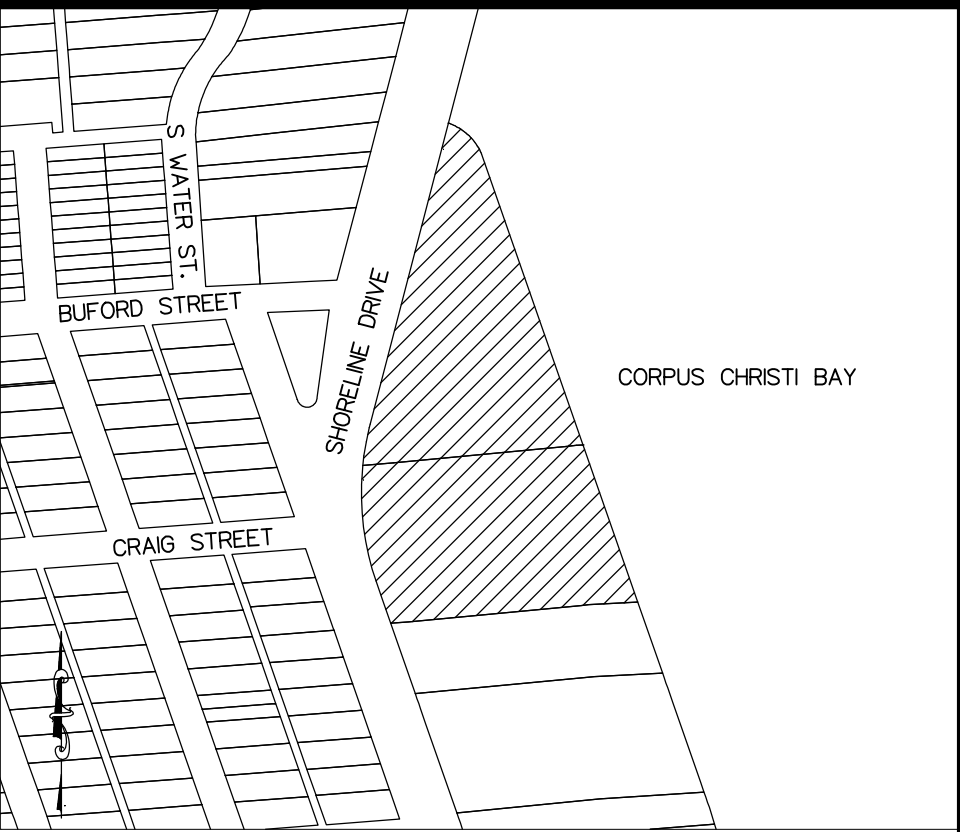 S WATER ST.
BUFORD STREET
SHORELINE DRIVE
CORPUS CHRISTI BAY
CRAIG STREET